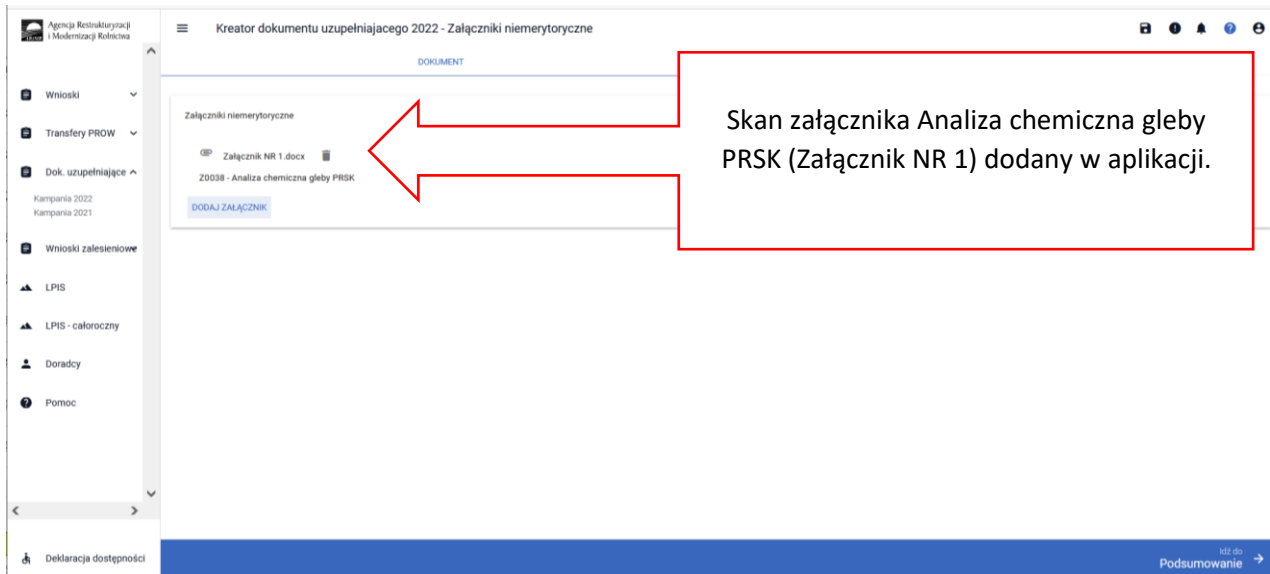 Agencja Restrukturyzacji
i Modernizacji Rolnictwa
Kreator dokumentu uzupełniajacego 2022 - Załączniki niemerytoryczne
DOKUMENT
Wnioski
Transfery PROW
Dok. uzupełniające
Kampania 2022
Kampania 2021
Wnioski zalesieniowe
LPIS
LPIS - całoroczny
Doradcy
Pomoc
Deklaracja dostępności
Załączniki niemerytoryczne
Załącznik NR 1.docx
Z0038 - Analiza chemiczna gleby PRSK
DODAJ ZAŁĄCZNIK
Skan załącznika Analiza chemiczna gleby
PRSK (Załącznik NR 1) dodany w aplikacji.
Idź do
Podsumowanie